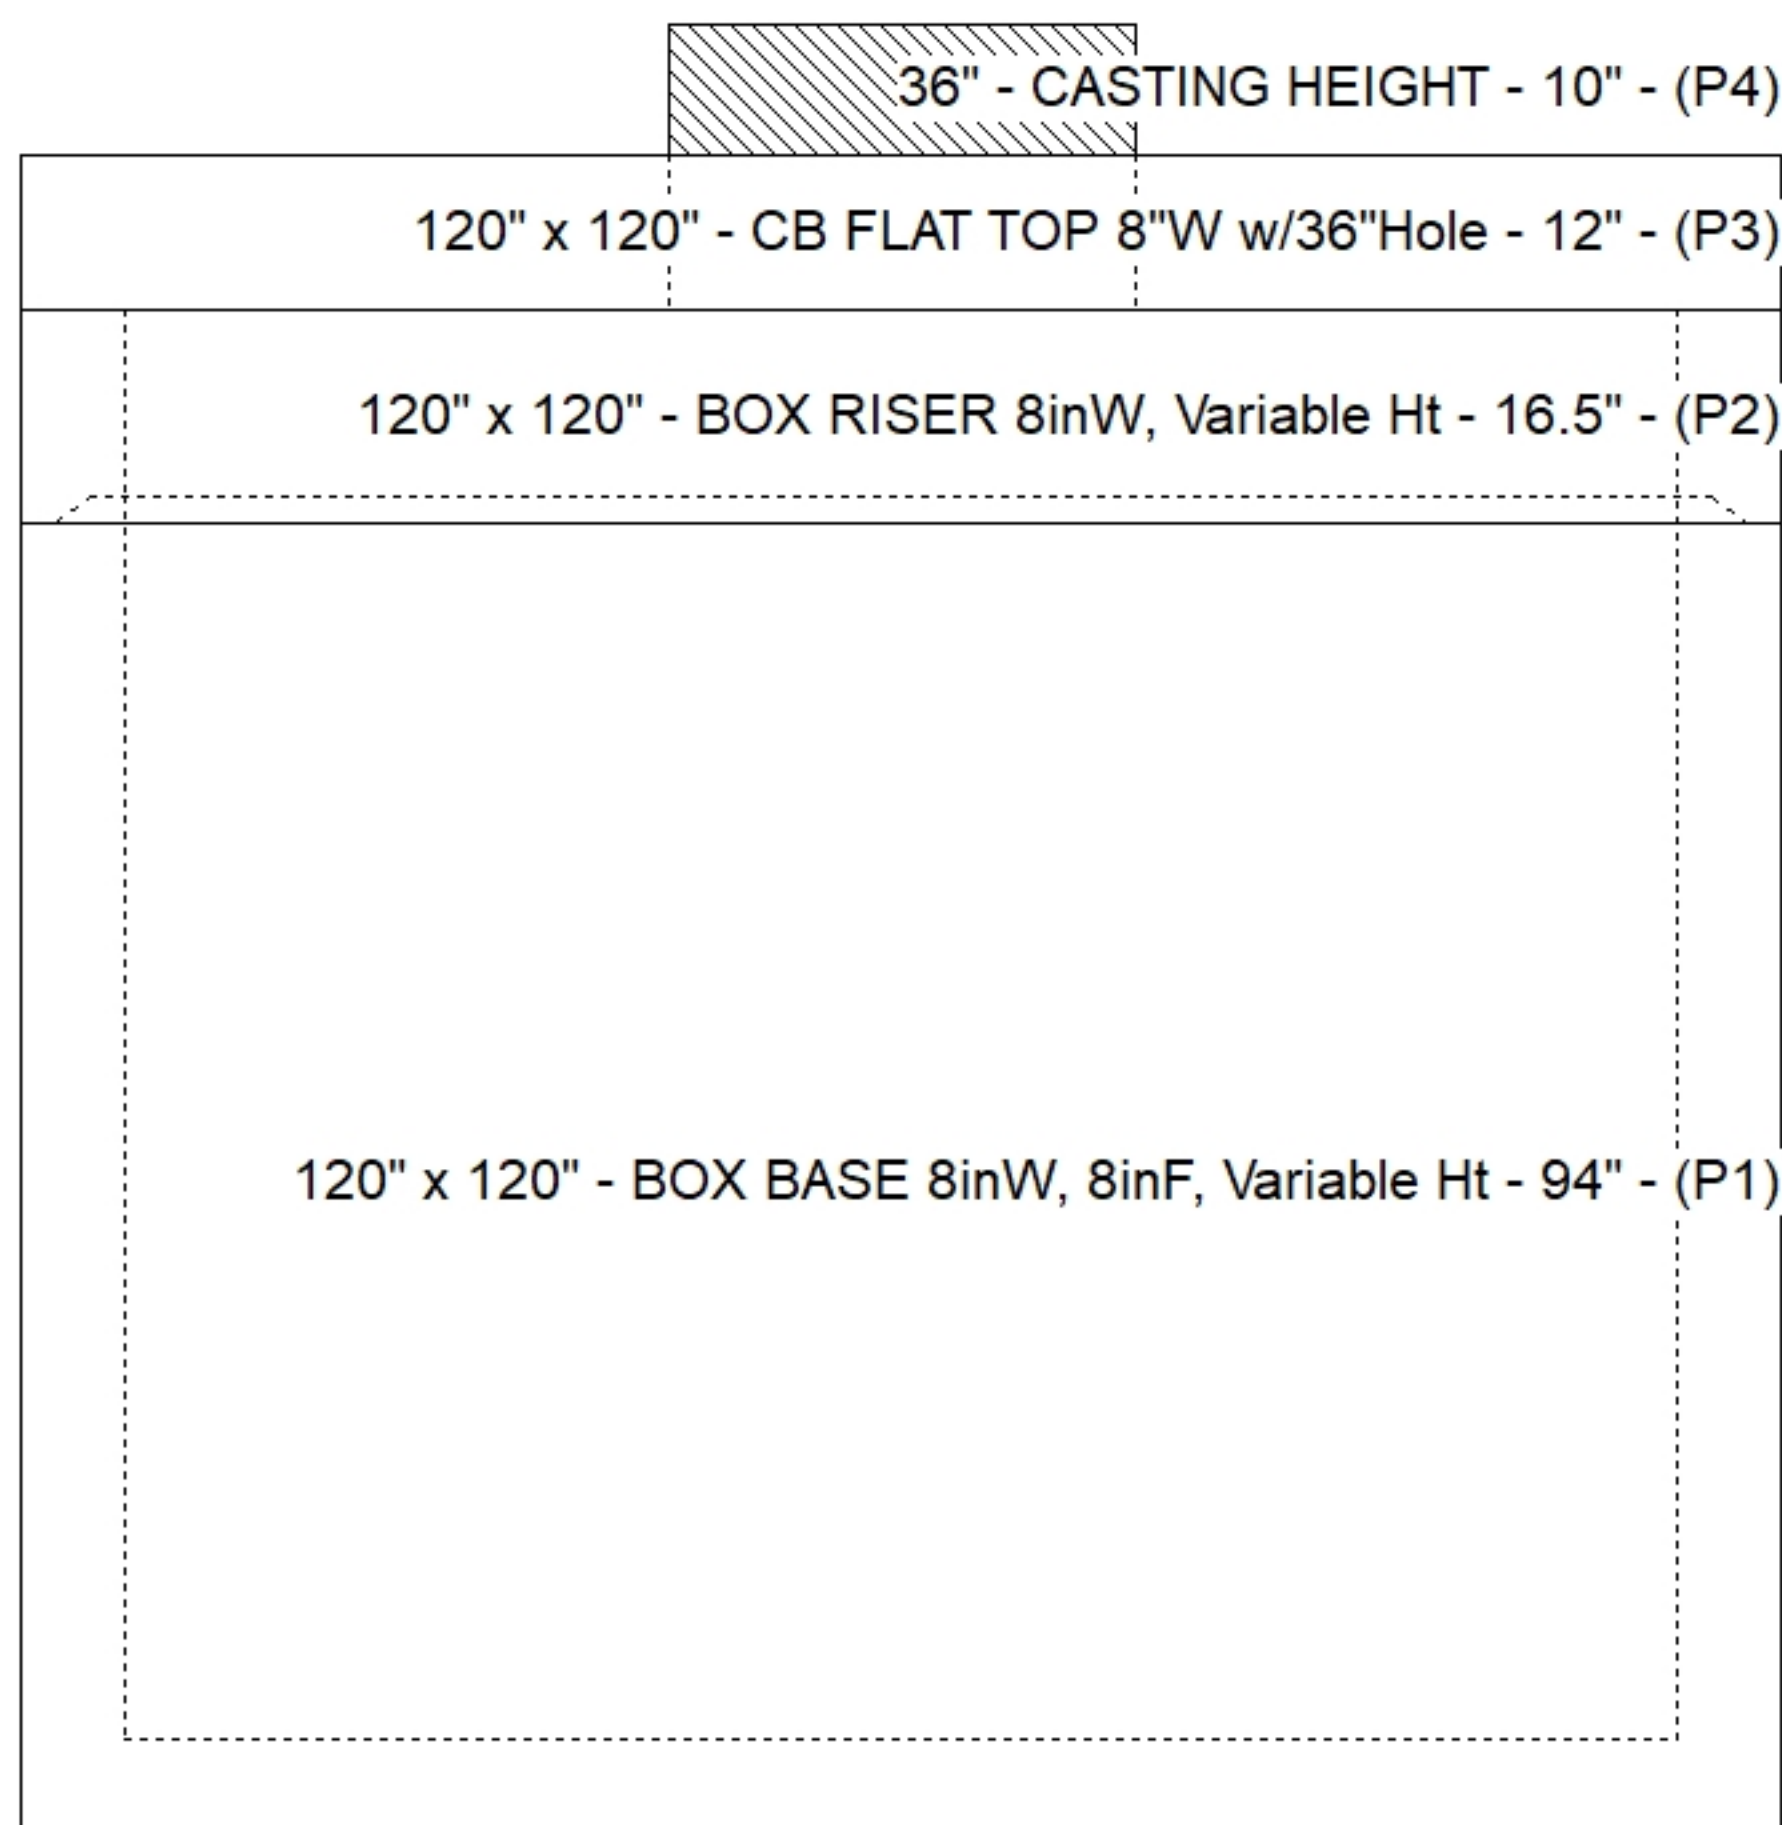 36" - CASTING HEIGHT - 10" - (P4)
120" x 120" - CB FLAT TOP 8"W w/36"Hole - 12" - (P3)
120" x 120" - BOX RISER 8inW, Variable Ht - 16.5" - (P2)
120" x 120" - BOX BASE 8inW, 8inF, Variable Ht - 94" - (P1)